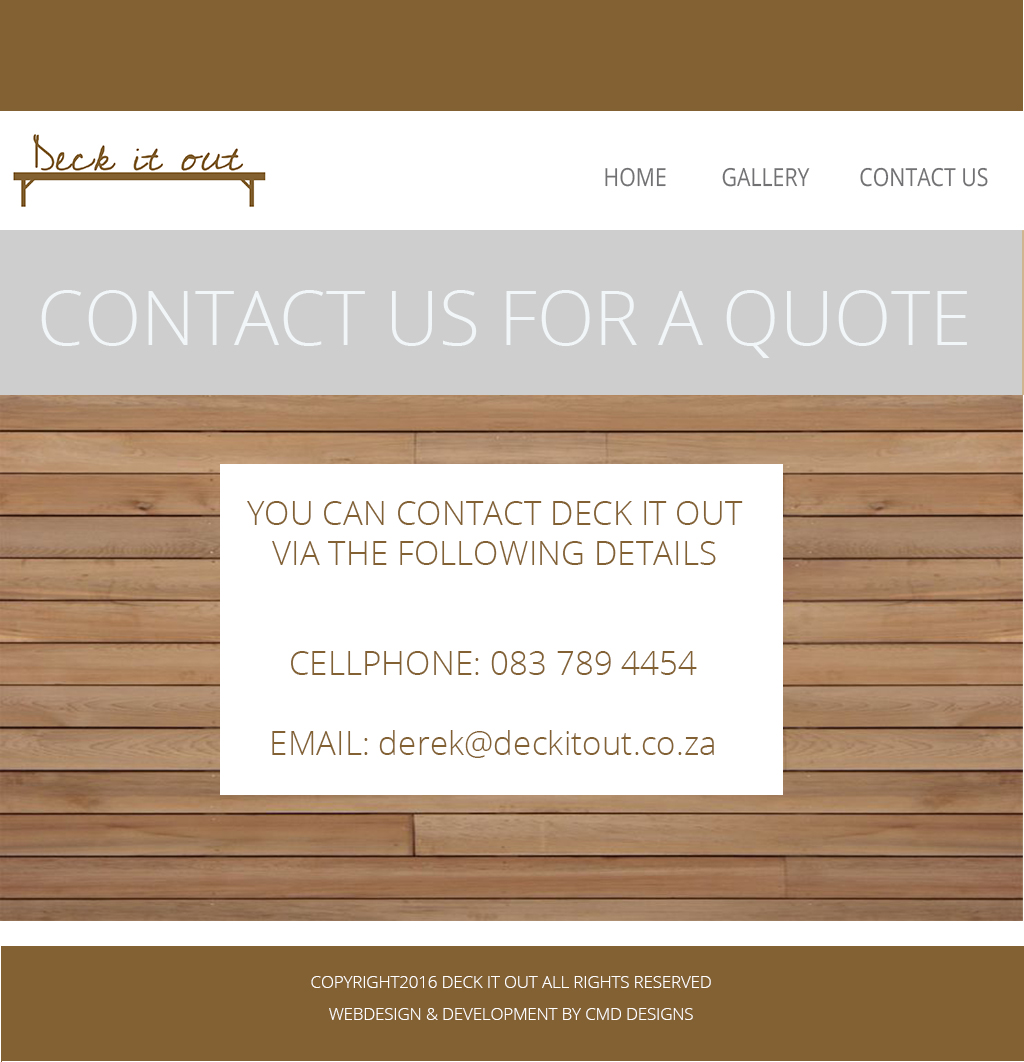 Deck it out
HOME GALLERY CONTACT US
CONTACT US FOR A QUOTE
YOU CAN CONTACT DECK IT OUT
VIA THE FOLLOWING DETAILS
CELLPHONE: 083 789 4454
EMAIL: derek@deckitout.co.za
COPYRIGHT2016 DECK IT OUT ALL RIGHTS RESERVED
WEBDESIGN & DEVELOPMENT BY CMD DESIGNS